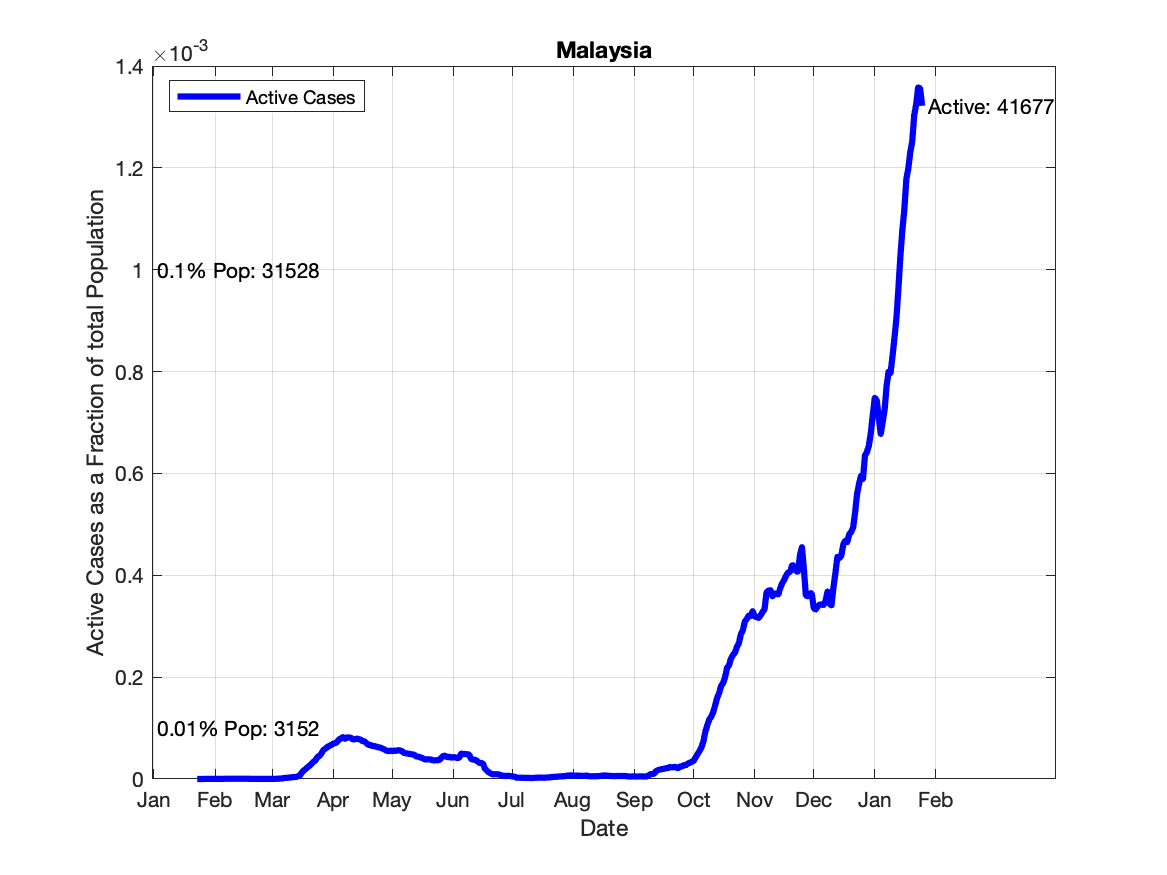 Malaysia
×10-3
1.4
1.2
1
0.8
0.6
0.4
0.2
0
Active Cases
Active: 41677
0.1% Pop: 31528
0.01% Pop: 3152
Active Cases as a Fraction of total Population
Jan Feb Mar Apr May Jun Jul Aug Sep Oct Nov Dec Jan Feb
Date